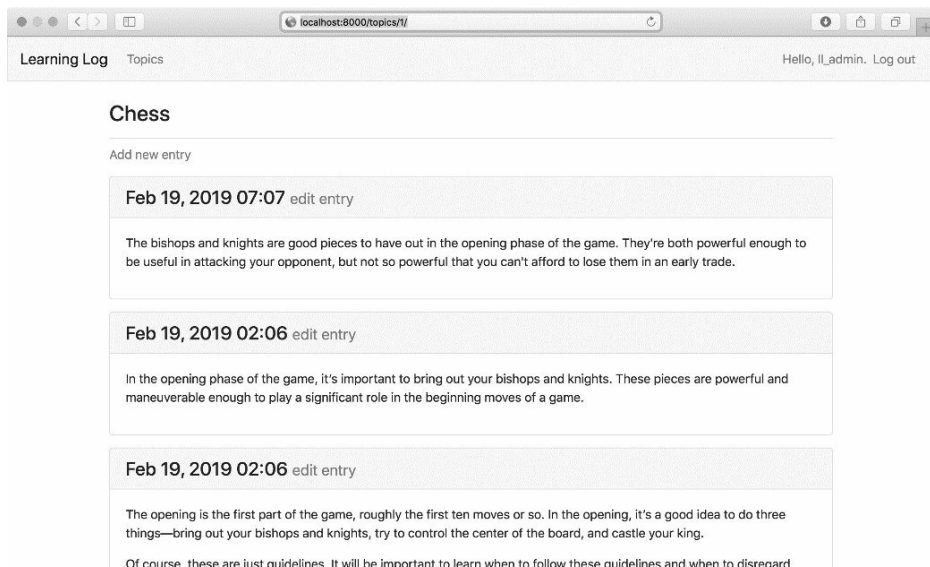 localhost:8000/topics/1/
Learning Log Topics Hello, ll_admin. Log out
Chess
Add new entry
Feb 19, 2019 07:07 edit entry
The bishops and knights are good pieces to have out in the opening phase of the game. They're both powerful enough to
be useful in attacking your opponent, but not so powerful that you can't afford to lose them in an early trade.
Feb 19, 2019 02:06 edit entry
In the opening phase of the game, it's important to bring out your bishops and knights. These pieces are powerful and
maneuverable enough to play a significant role in the beginning moves of a game.
Feb 19, 2019 02:06 edit entry
The opening is the first part of the game, roughly the first ten moves or so. In the opening, it's a good idea to do three
things—bring out your bishops and knights, try to control the center of the board, and castle your king.
Of course, these are just guidelines. It will be important to learn when to follow these guidelines and when to disregard